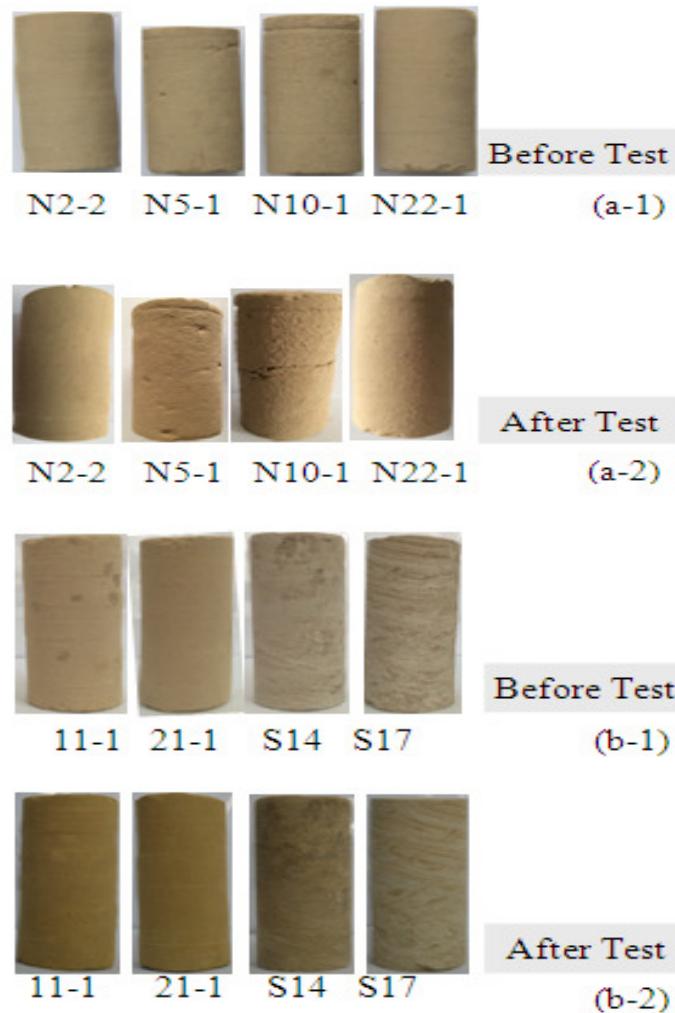 Before Test
N2-2 N5-1 N10-1 N22-1 (a-1)
After Test
N2-2 N5-1 N10-1 N22-1 (a-2)
Before Test
11-1 21-1 S14 S17 (b-1)
After Test
11-1 21-1 S14 S17 (b-2)